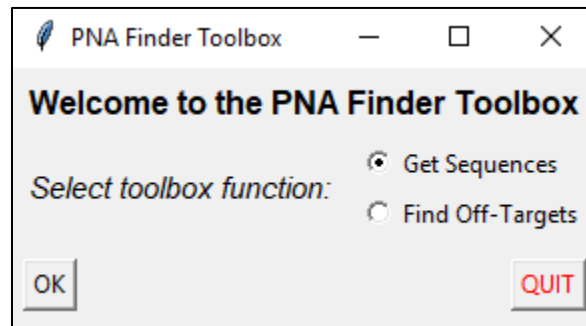 PNA Finder Toolbox
Welcome to the PNA Finder Toolbox
Select toolbox function:
Get Sequences
Find Off-Targets
OK
QUIT